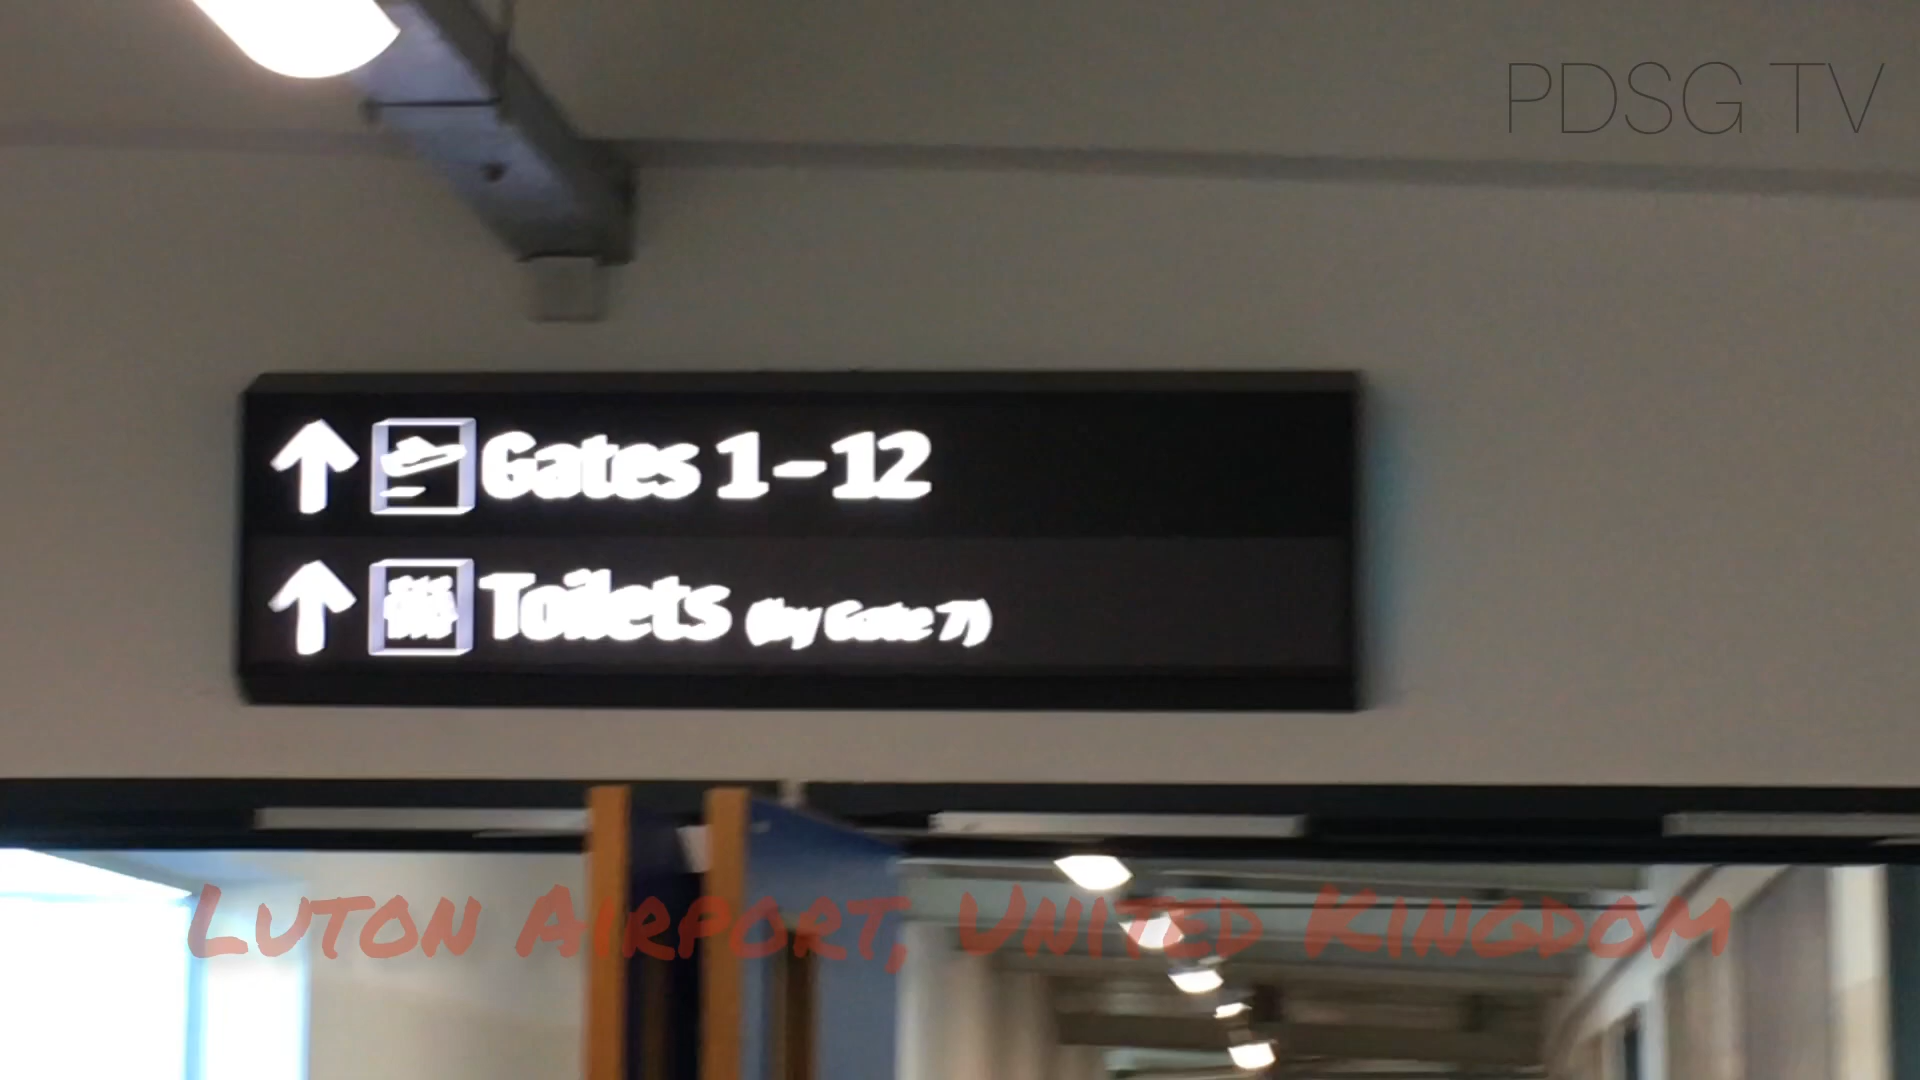 PDSG TV
Gates 1-12
Toilets (by Gate 7)
Luton Airport, United Kingdom